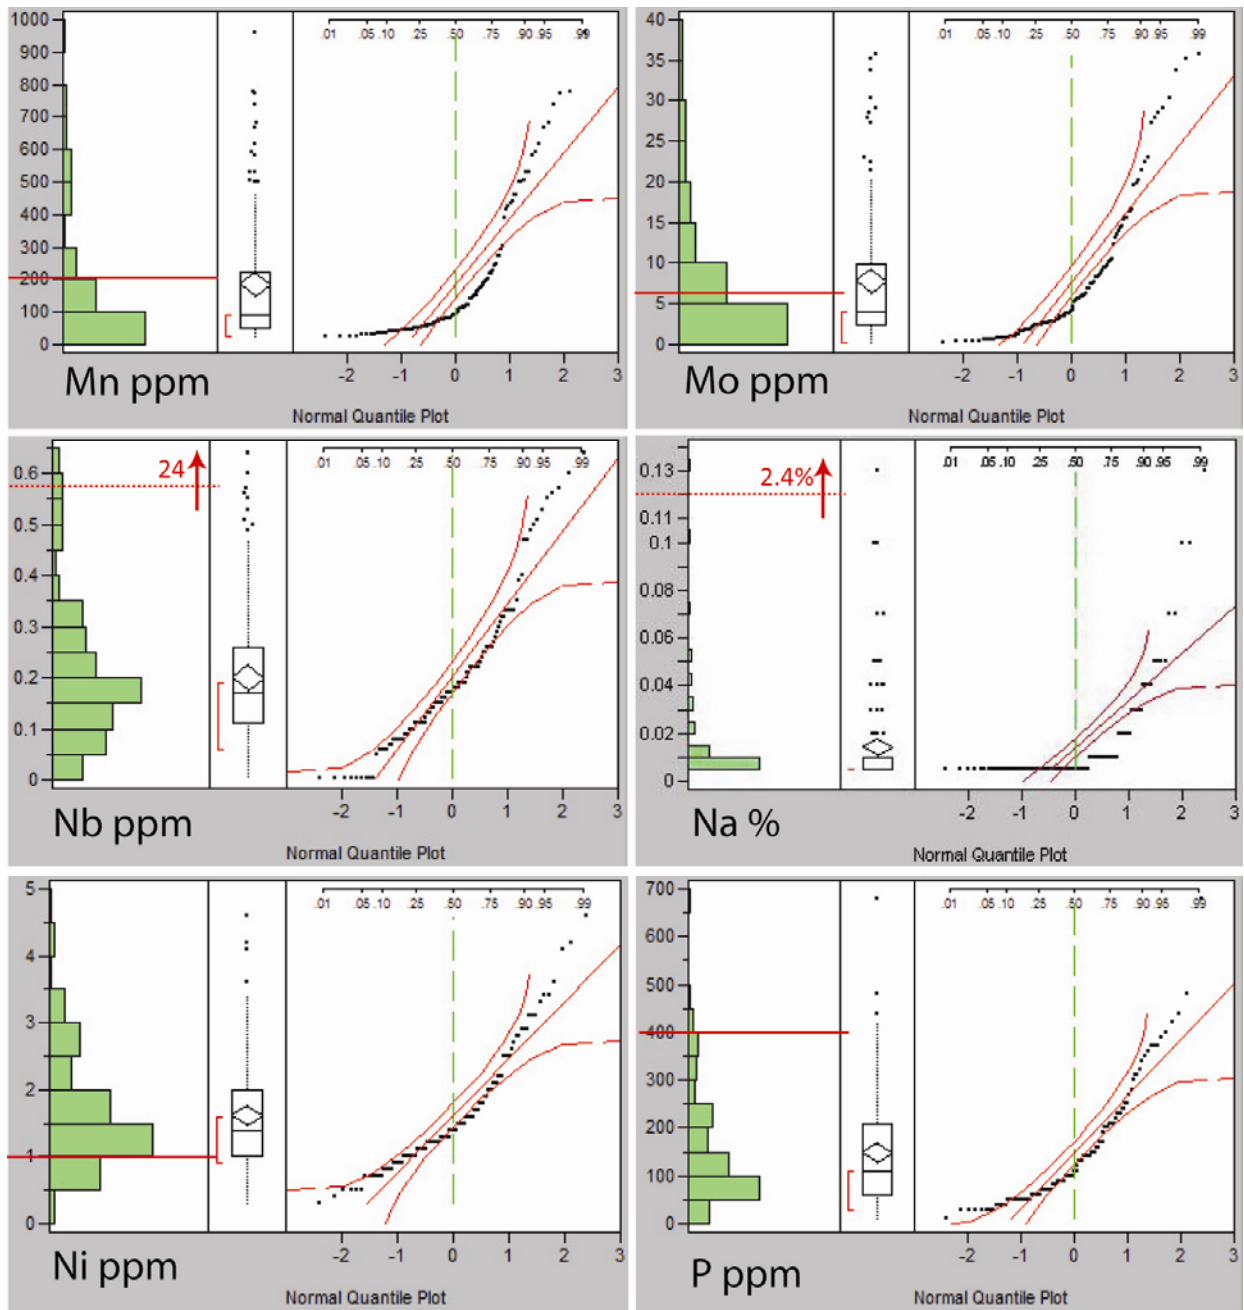 1000
900
800
700
600
500
400
300
200
100
0
.01 .05 .10 .25 .50 .75 .90 .95 .99
-2 -1 0 1 2 3
Mn ppm
Normal Quantile Plot
40
35
30
25
20
15
10
5
0
.01 .05 .10 .25 .50 .75 .90 .95 .99
-2 -1 0 1 2 3
Mo ppm
Normal Quantile Plot
0.6
0.5
0.4
0.3
0.2
0.1
0
24
.01 .05 .10 .25 .50 .75 .90 .95 .99
-2 -1 0 1 2 3
Nb ppm
Normal Quantile Plot
0.13
0.11
0.1
0.08
0.06
0.04
0.02
0
2.4%
.01 .05 .10 .25 .50 .75 .90 .95 .99
-2 -1 0 1 2 3
Na %
Normal Quantile Plot
5
4
3
2
1
0
.01 .05 .10 .25 .50 .75 .90 .95 .99
-2 -1 0 1 2 3
Ni ppm
Normal Quantile Plot
700
600
500
400
300
200
100
0
.01 .05 .10 .25 .50 .75 .90 .95 .99
-2 -1 0 1 2 3
P ppm
Normal Quantile Plot